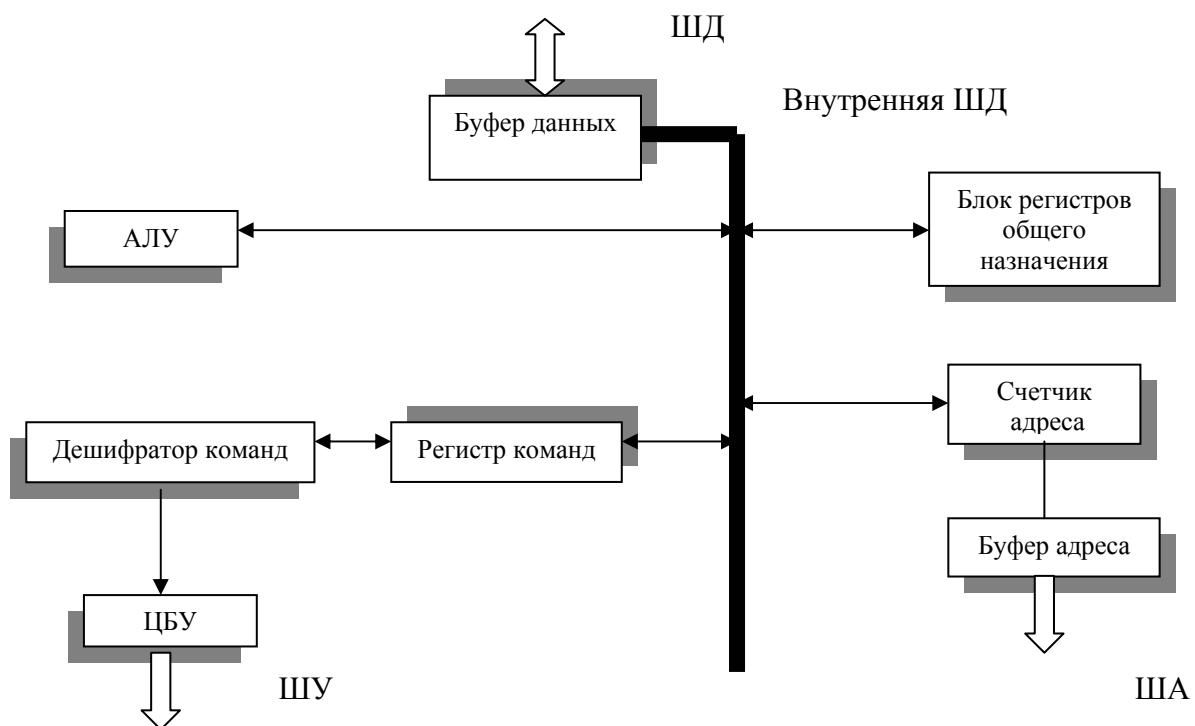 ШД
Внутренняя ШД
Буфер данных
АЛУ
Блок регистров
общего
назначения
Счетчик
адреса
Дешифратор команд
Регистр команд
Буфер адреса
ЦБУ
ШУ
ША